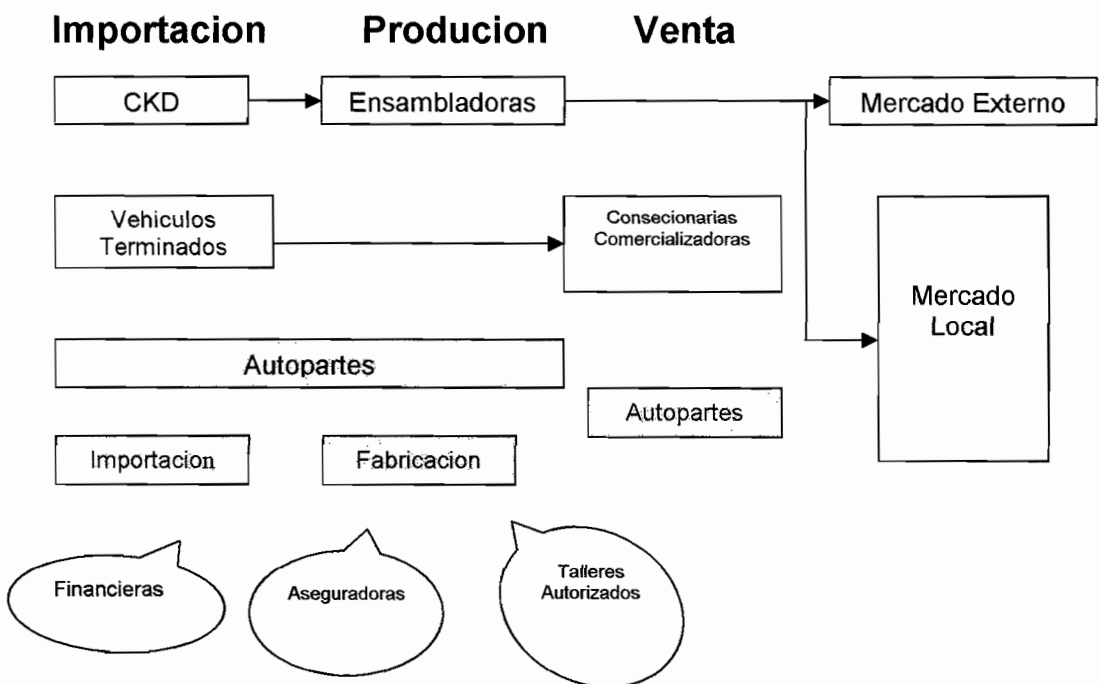 Importacion Producion Venta
CKD
Ensambladoras
Mercado Externo
Vehiculos
Terminados
Consecionarias
Comercializadoras
Mercado
Local
Autopartes
Autopartes
Importacion
Fabricacion
Financieras
Aseguradoras
Talleres
Autorizados